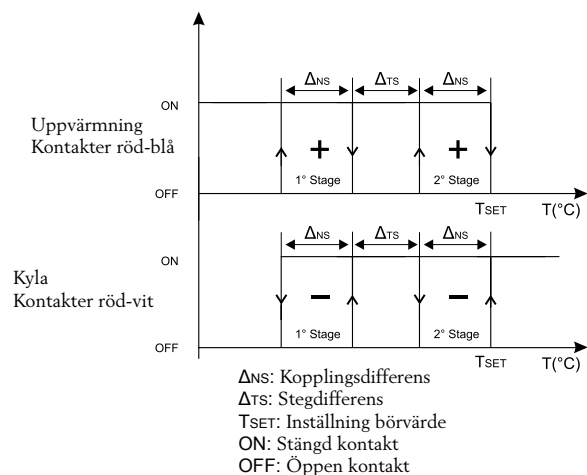 ΔNS ΔTS ΔNS
ON
Uppvärmning
Kontakter röd-blå
+ +
1° Stage 2° Stage
OFF
TSET T(°C)
ΔNS ΔTS ΔNS
ON
Kyla
Kontakter röd-vit
− −
1° Stage 2° Stage
OFF
TSET T(°C)
ΔNS: Kopplingsdifferens
ΔTS: Stegdifferens
TSET: Inställning börvärde
ON: Stängd kontakt
OFF: Öppen kontakt